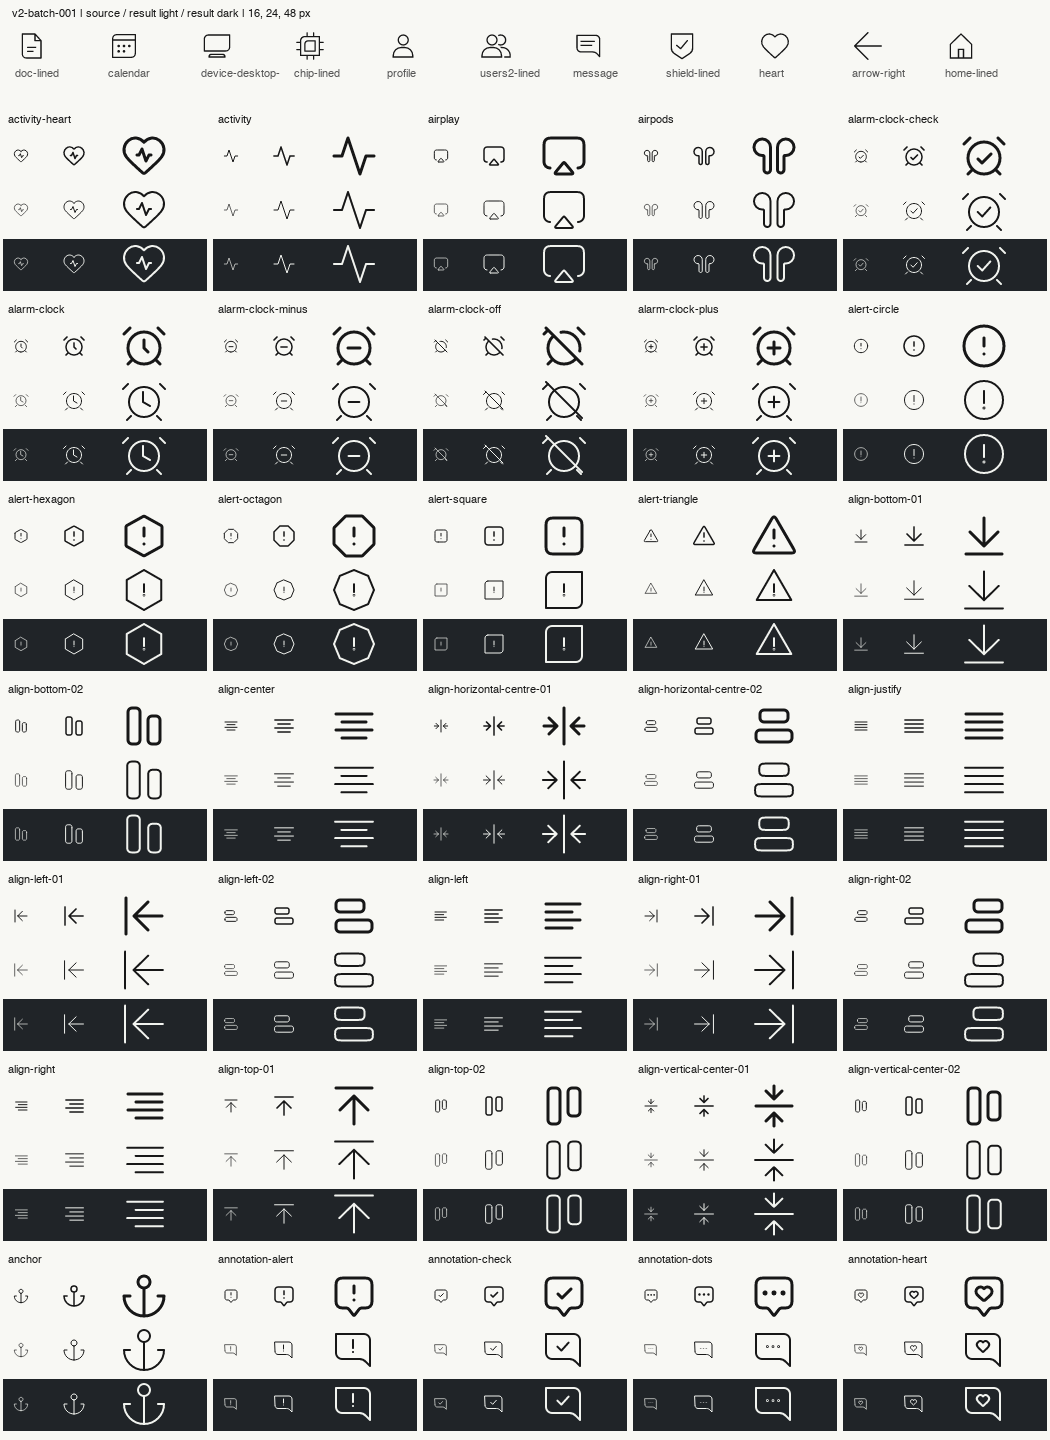 v2-batch-001 | source / result light / result dark | 16, 24, 48 px
doc-lined calendar device-desktop- chip-lined profile users2-lined message shield-lined heart arrow-right home-lined
activity-heart activity airplay airpods alarm-clock-check
alarm-clock alarm-clock-minus alarm-clock-off alarm-clock-plus alert-circle
alert-hexagon alert-octagon alert-square alert-triangle align-bottom-01
align-bottom-02 align-center align-horizontal-centre-01 align-horizontal-centre-02 align-justify
align-left-01 align-left-02 align-left align-right-01 align-right-02
align-right align-top-01 align-top-02 align-vertical-center-01 align-vertical-center-02
anchor annotation-alert annotation-check annotation-dots annotation-heart